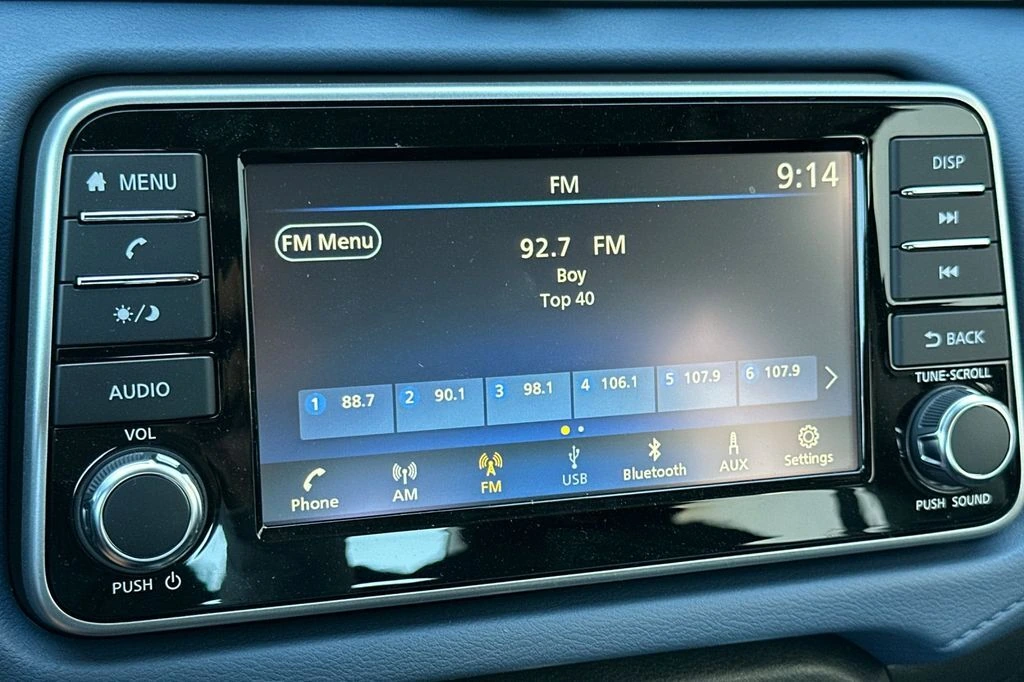 MENU
AUDIO
VOL
PUSH
FM
9:14
FM Menu
92.7 FM
Boy
Top 40
1 88.7
2 90.1
3 98.1
4 106.1
5 107.9
6 107.9
Phone
AM
FM
USB
Bluetooth
AUX
Settings
DISP
BACK
TUNE-SCROLL
PUSH SOUND